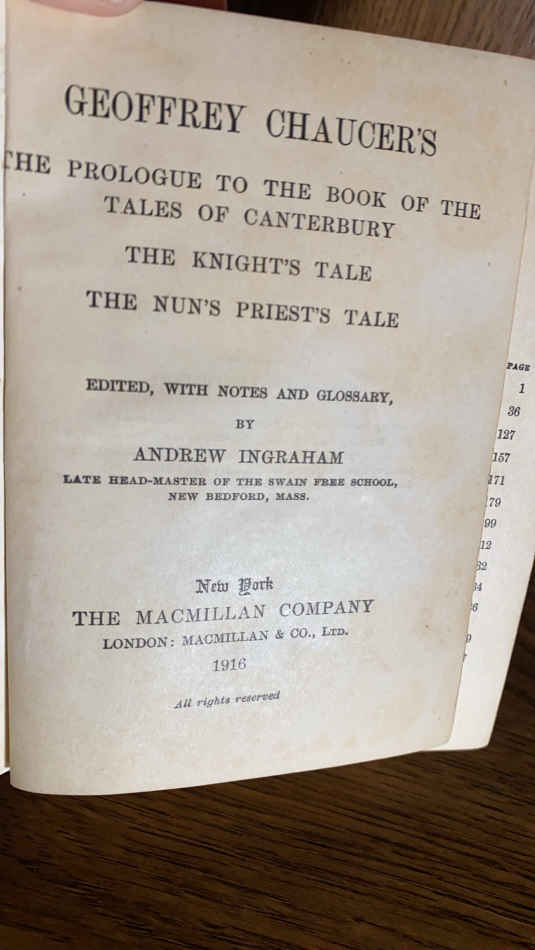 GEOFFREY CHAUCER'S
THE PROLOGUE TO THE BOOK OF THE
TALES OF CANTERBURY
THE KNIGHT'S TALE
THE NUN'S PRIEST'S TALE
EDITED, WITH NOTES AND GLOSSARY,
BY
ANDREW INGRAHAM
LATE HEAD-MASTER OF THE SWAIN FREE SCHOOL,
NEW BEDFORD, MASS.
New York
THE MACMILLAN COMPANY
LONDON: MACMILLAN & CO., LTD.
1916
All rights reserved
PAGE
1
36
127
157
171